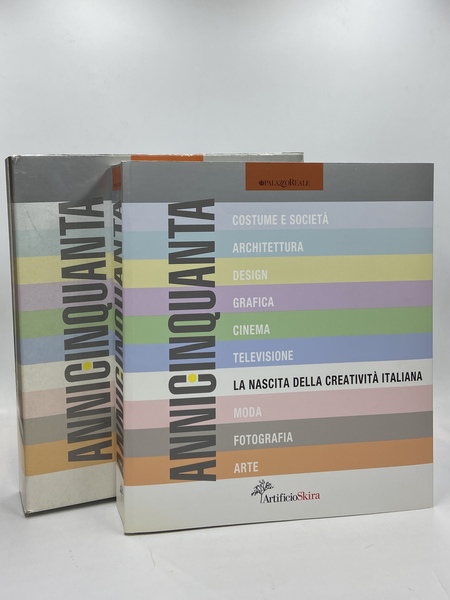 PALAZZOREALE
ANNICINQUANTA
COSTUME E SOCIETÀ
ARCHITETTURA
DESIGN
GRAFICA
CINEMA
TELEVISIONE
LA NASCITA DELLA CREATIVITÀ ITALIANA
MODA
FOTOGRAFIA
ARTE
ArtificioSkira
ANNICINQUANTA
ANNICINQUANTA